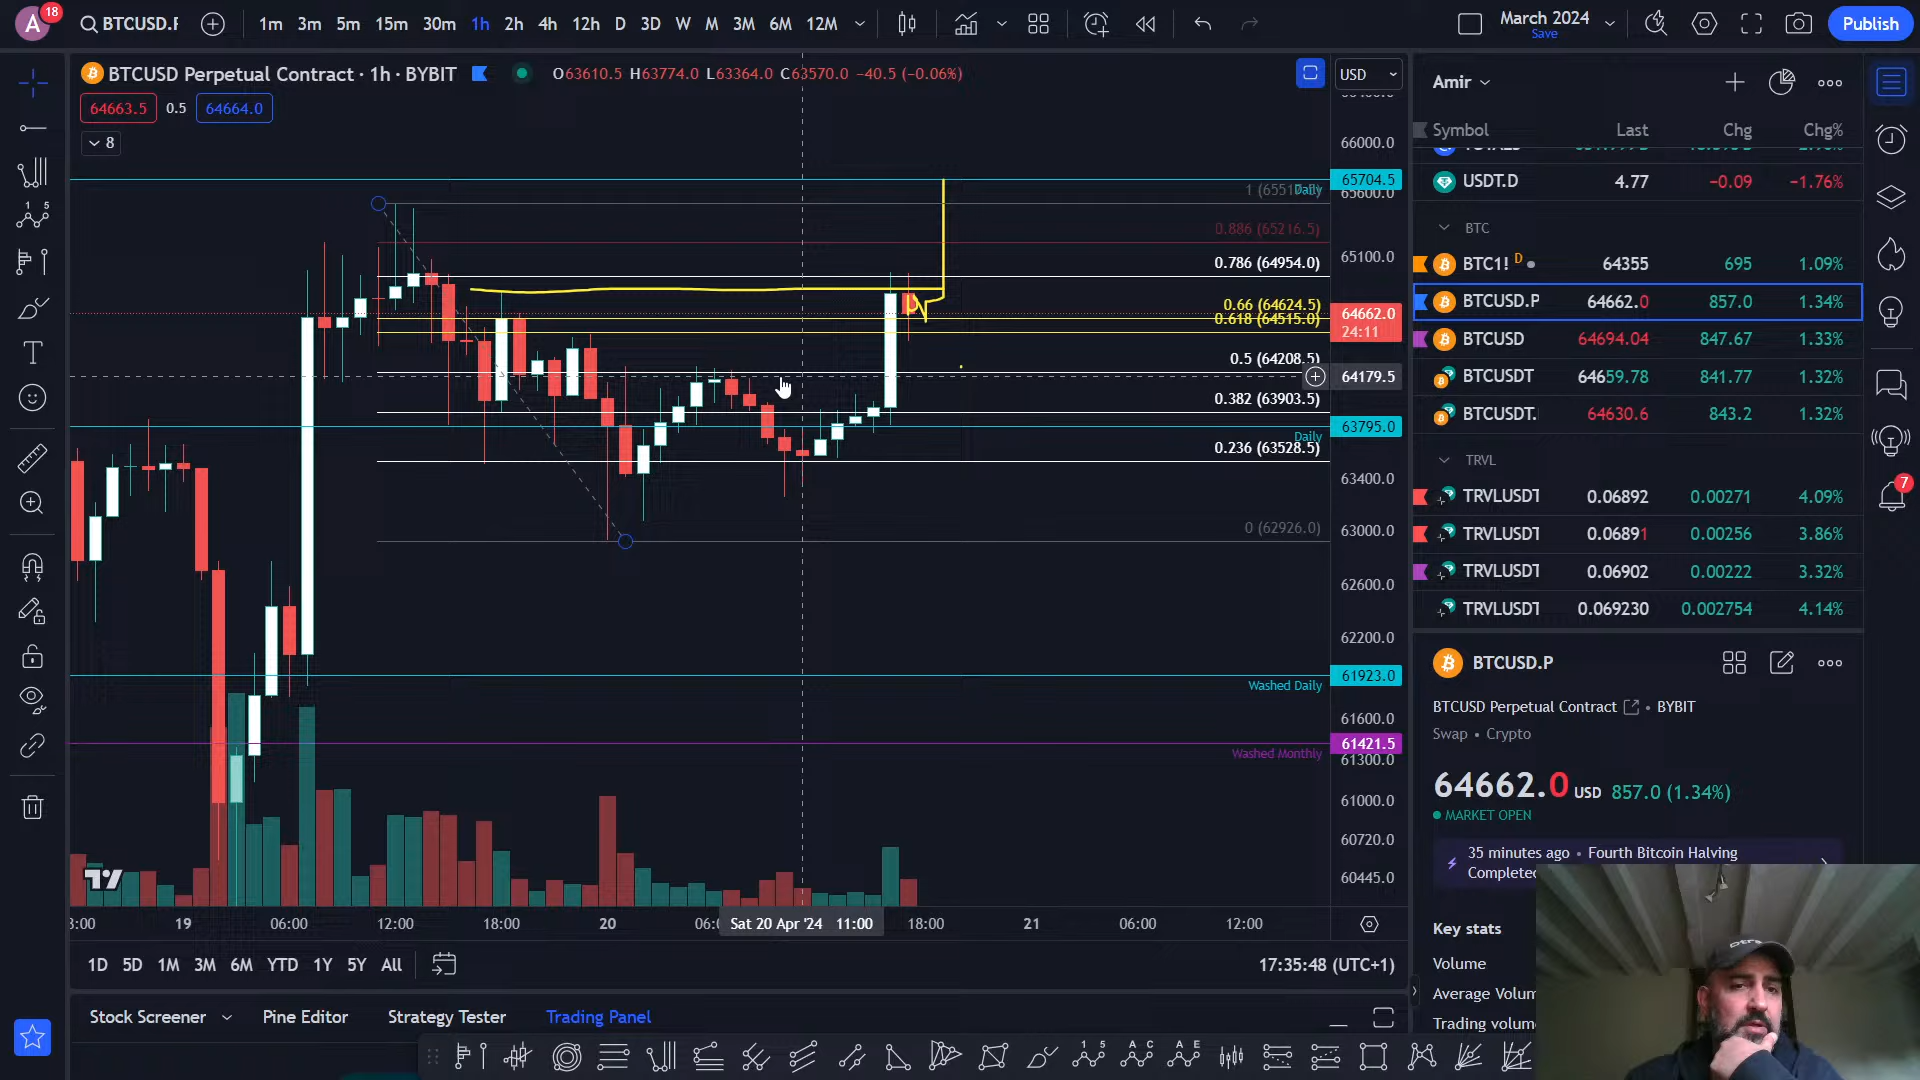 A
18
BTCUSD.P
1m 3m 5m 15m 30m 1h 2h 4h 12h D 3D W M 3M 6M 12M
March 2024
Save
Publish
BTCUSD Perpetual Contract · 1h · BYBIT
O63610.5 H63774.0 L63364.0 C63570.0 −40.5 (−0.06%)
USD
64663.5 0.5 64664.0
8
66000.0
65704.5
Daily
65600.0
0.886 (65216.5)
65100.0
0.786 (64954.0)
0.66 (64624.5)
0.618 (64515.0)
64662.0
24:11
0.5 (64208.5)
64179.5
0.382 (63903.5)
63795.0
Daily
0.236 (63528.5)
63400.0
0 (62926.0)
63000.0
62600.0
62200.0
61923.0
Washed Daily
61600.0
61421.5
Washed Monthly
61300.0
61000.0
60720.0
60445.0
19 06:00 12:00 18:00 20 Sat 20 Apr '24 11:00 18:00 21 06:00 12:00
1D 5D 1M 3M 6M YTD 1Y 5Y All
17:35:48 (UTC+1)
Stock Screener Pine Editor Strategy Tester Trading Panel
Amir
Symbol Last Chg Chg%
USDT.D 4.77 −0.09 −1.76%
BTC
BTC1! D 64355 695 1.09%
BTCUSD.P 64662.0 857.0 1.34%
BTCUSD 64694.04 847.67 1.33%
BTCUSDT 64659.78 841.77 1.32%
BTCUSDT. 64630.6 843.2 1.32%
TRVL
TRVLUSDT 0.06892 0.00271 4.09%
TRVLUSDT 0.06891 0.00256 3.86%
TRVLUSDT 0.06902 0.00222 3.32%
TRVLUSDT 0.069230 0.002754 4.14%
7
BTCUSD.P
BTCUSD Perpetual Contract • BYBIT
Swap • Crypto
64662.0 USD 857.0 (1.34%)
MARKET OPEN
35 minutes ago • Fourth Bitcoin Halving
Completed
Key stats
Volume
Average Volum
Trading volume